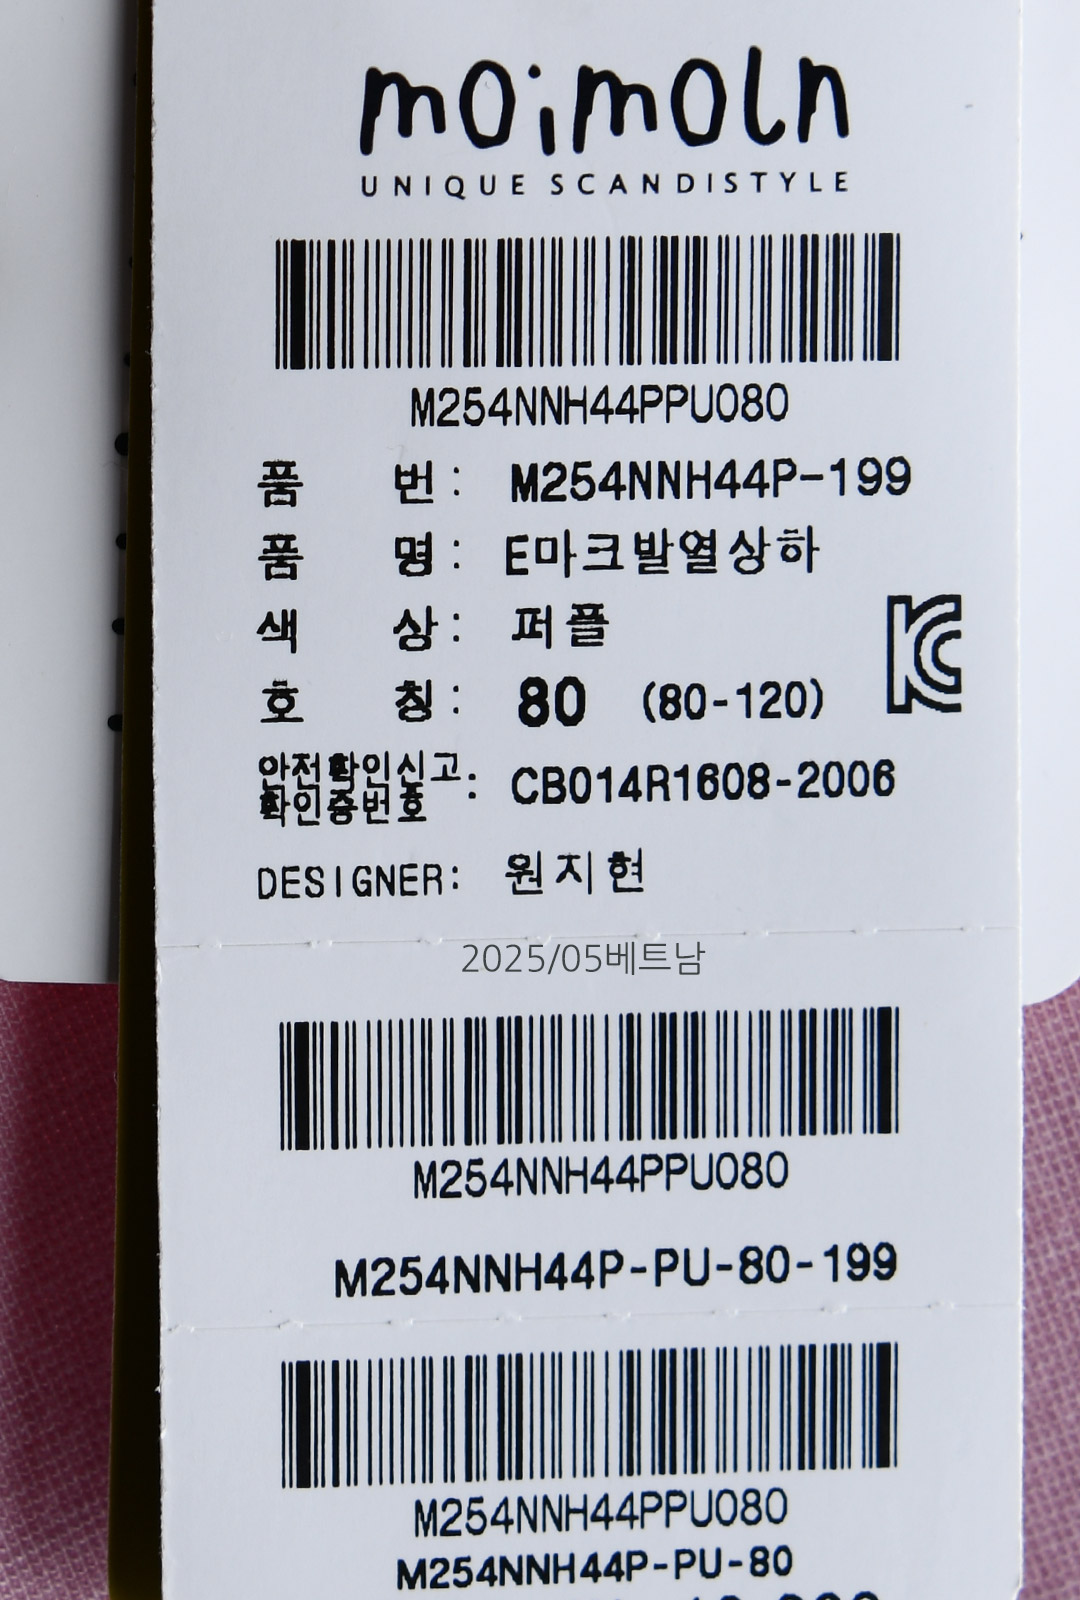 moimoln
UNIQUE SCANDISTYLE
M254NNH44PPU080
품 번 : M254NNH44P-199
품 명 : E마크발열상하
색 상 : 퍼플
호 칭 : 80 (80-120)
안전확인신고
확인증번호 : CB014R1608-2006
DESIGNER: 원지현
2025/05베트남
M254NNH44PPU080
M254NNH44P-PU-80-199
M254NNH44PPU080
M254NNH44P-PU-80